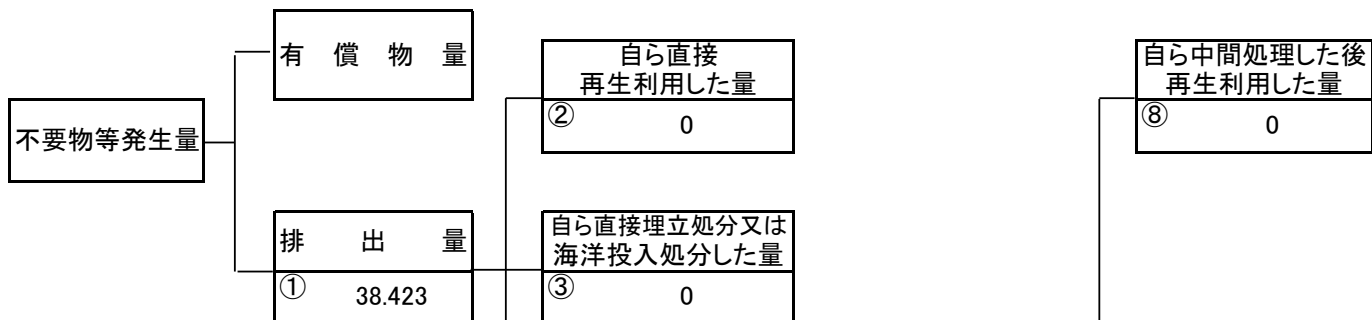 有償物量
自ら直接
再生利用した量
② 0
自ら中間処理した後
再生利用した量
⑧ 0
不要物等発生量
排出量
① 38.423
自ら直接埋立処分又は
海洋投入処分した量
③ 0